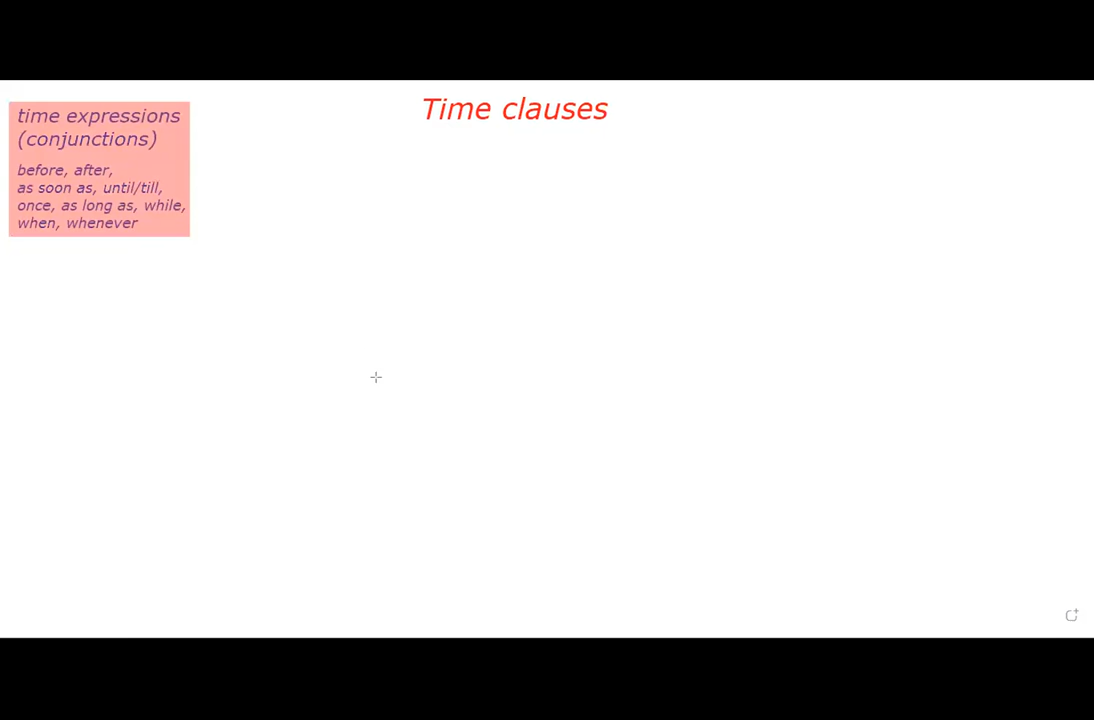 Time clauses
time expressions
(conjunctions)
before, after,
as soon as, until/till,
once, as long as, while,
when, whenever